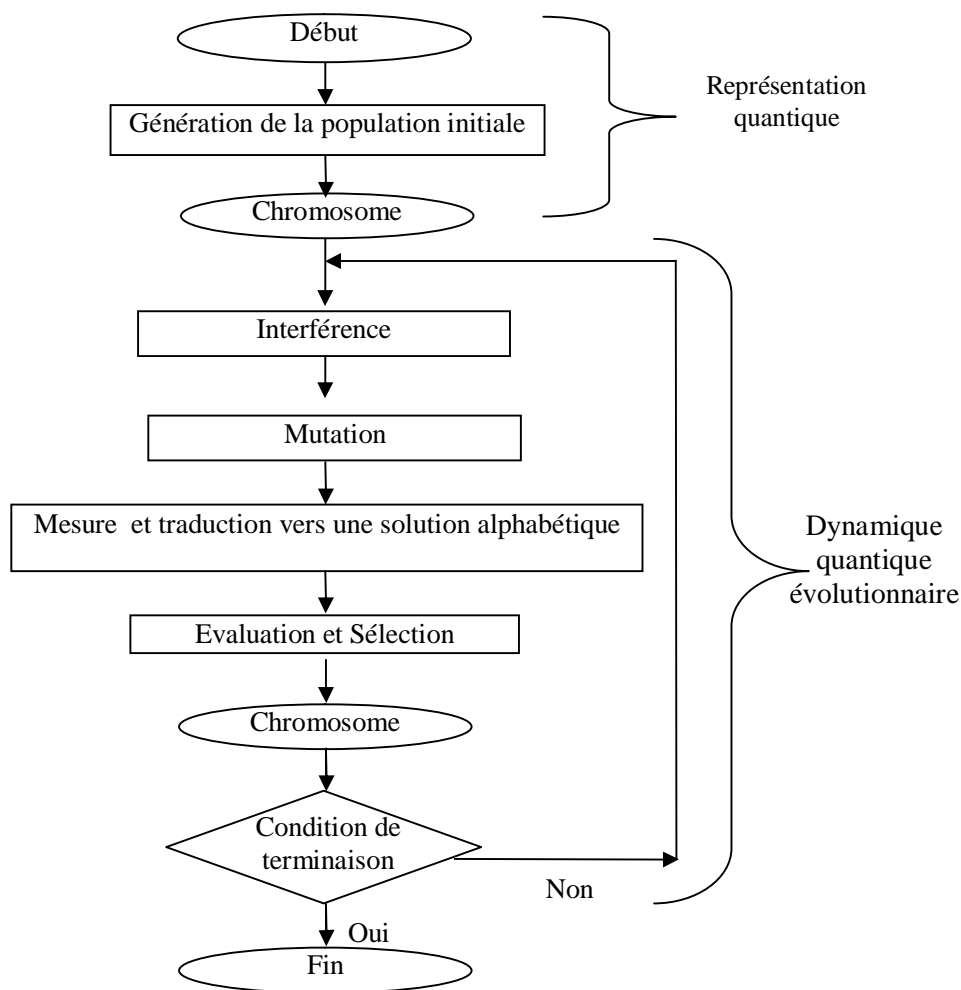 Début
Représentation
quantique
Génération de la population initiale
Chromosome
Interférence
Mutation
Mesure et traduction vers une solution alphabétique
Dynamique
quantique
évolutionnaire
Evaluation et Sélection
Chromosome
Condition de
terminaison
Non
Oui
Fin